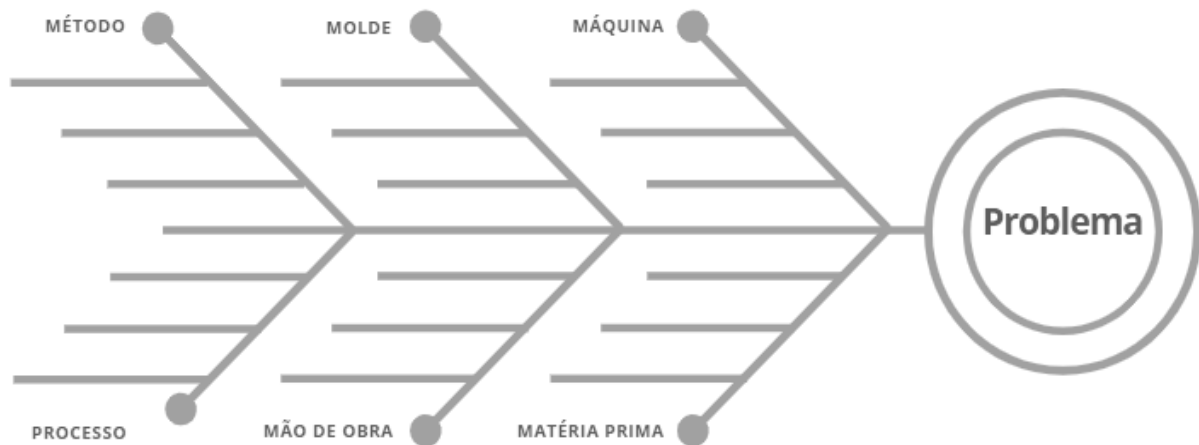 MÉTODO
MOLDE
MÁQUINA
Problema
PROCESSO
MÃO DE OBRA
MATÉRIA PRIMA